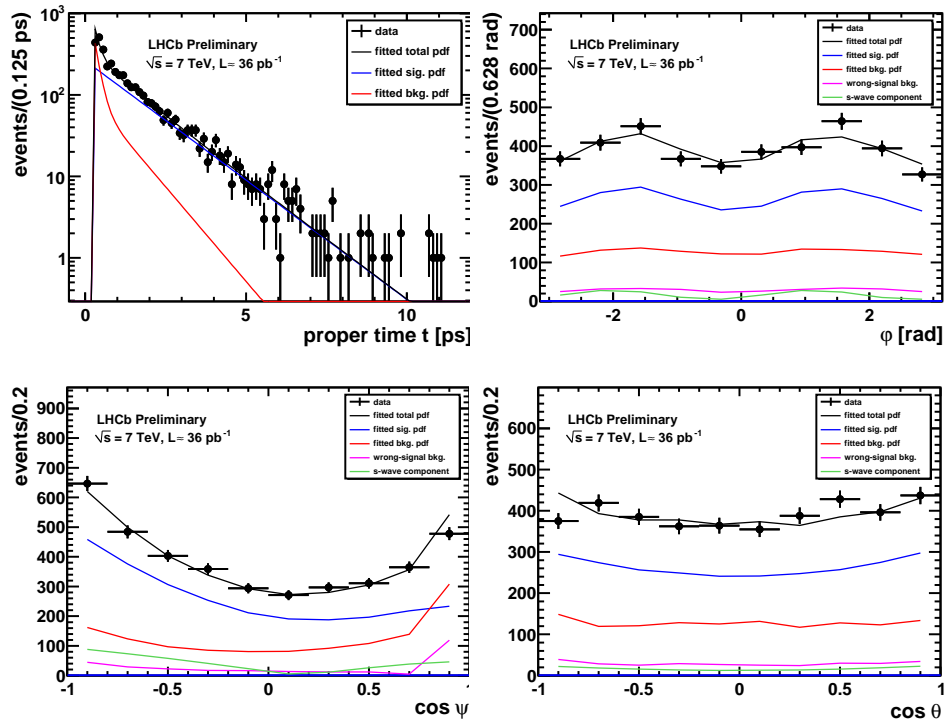 events/(0.125 ps)
10³
10²
10
1
LHCb Preliminary
√s = 7 TeV, L≈ 36 pb⁻¹
data
fitted total pdf
fitted sig. pdf
fitted bkg. pdf
0 5 10
proper time t [ps]
events/(0.628 rad)
700
600
500
400
300
200
100
0
LHCb Preliminary
√s = 7 TeV, L≈ 36 pb⁻¹
data
fitted total pdf
fitted sig. pdf
fitted bkg. pdf
wrong-signal bkg.
s-wave component
-2 0 2
φ [rad]
events/0.2
900
800
700
600
500
400
300
200
100
0
LHCb Preliminary
√s = 7 TeV, L≈ 36 pb⁻¹
data
fitted total pdf
fitted sig. pdf
fitted bkg. pdf
wrong-signal bkg.
s-wave component
-1 -0.5 0 0.5 1
cos ψ
events/0.2
600
500
400
300
200
100
0
LHCb Preliminary
√s = 7 TeV, L≈ 36 pb⁻¹
data
fitted total pdf
fitted sig. pdf
fitted bkg. pdf
wrong-signal bkg.
s-wave component
-1 -0.5 0 0.5 1
cos θ